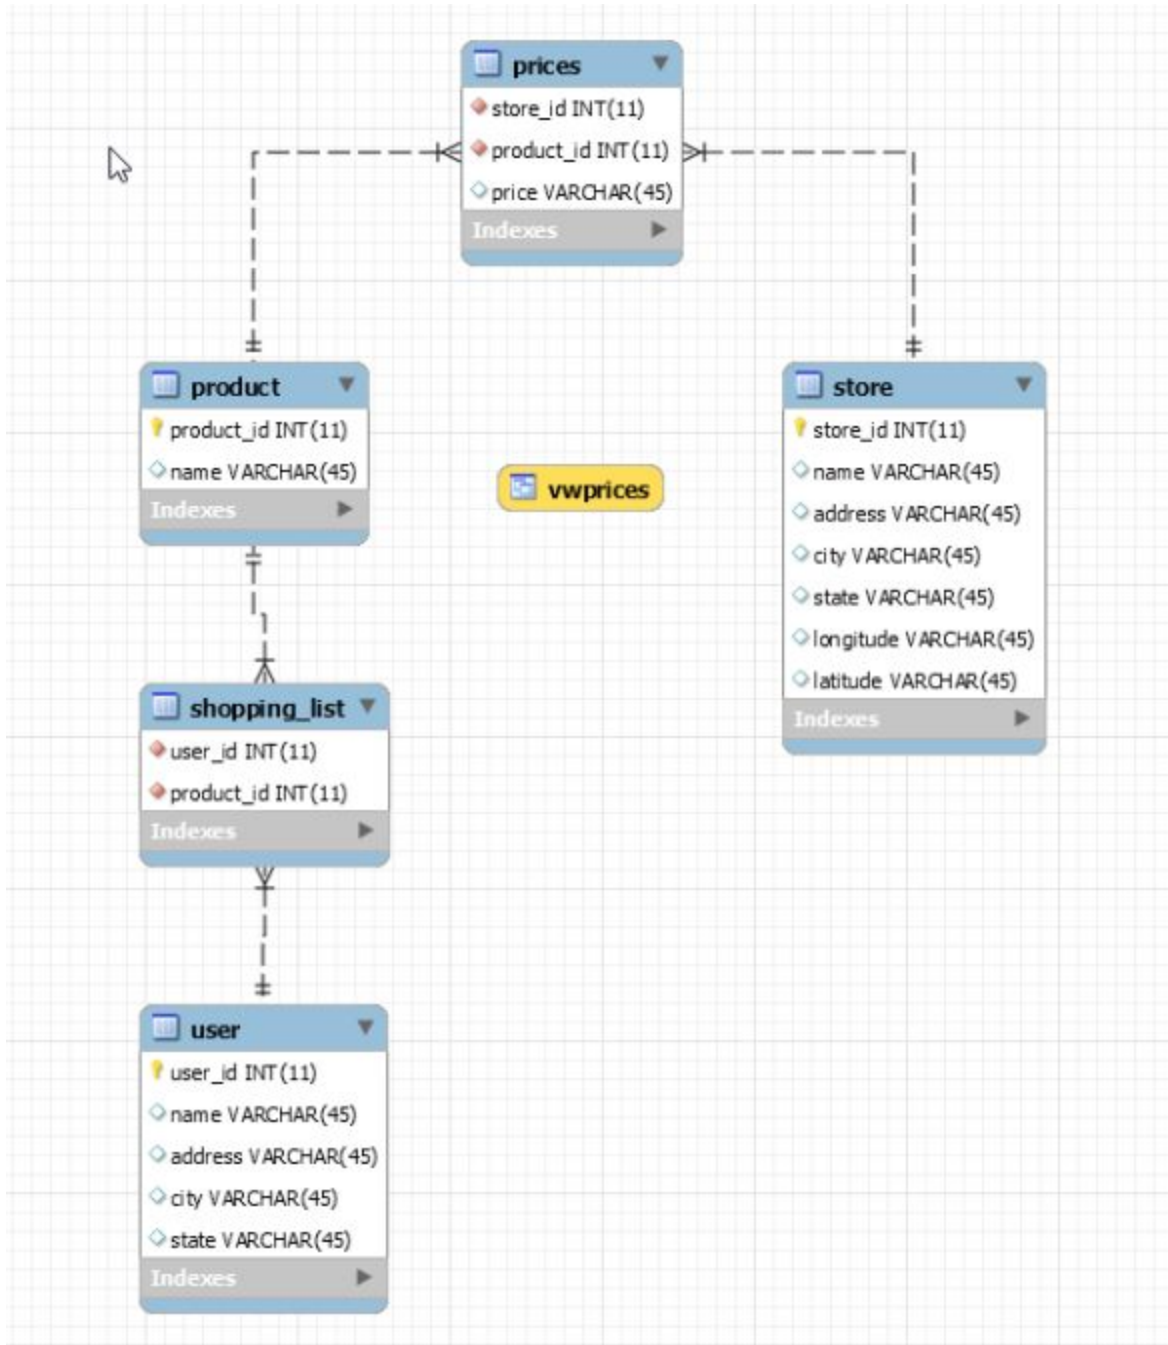 prices
store_id INT(11)
product_id INT(11)
price VARCHAR(45)
Indexes
product
product_id INT(11)
name VARCHAR(45)
Indexes
vwprices
store
store_id INT(11)
name VARCHAR(45)
address VARCHAR(45)
city VARCHAR(45)
state VARCHAR(45)
longitude VARCHAR(45)
latitude VARCHAR(45)
Indexes
shopping_list
user_id INT(11)
product_id INT(11)
Indexes
user
user_id INT(11)
name VARCHAR(45)
address VARCHAR(45)
city VARCHAR(45)
state VARCHAR(45)
Indexes